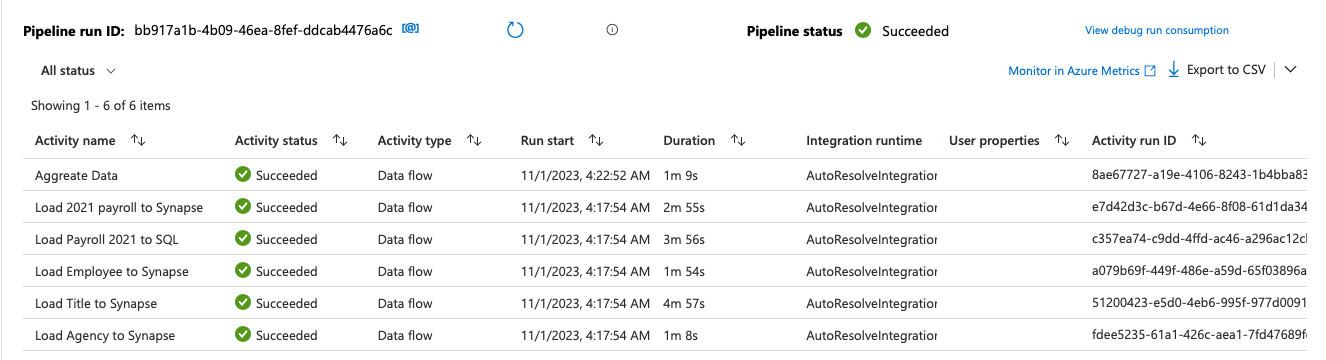 Pipeline run ID: bb917a1b-4b09-46ea-8fef-ddcab4476a6c Pipeline status Succeeded View debug run consumption
All status Monitor in Azure Metrics Export to CSV
Showing 1 - 6 of 6 items
Activity name Activity status Activity type Run start Duration Integration runtime User properties Activity run ID
Aggreate Data Succeeded Data flow 11/1/2023, 4:22:52 AM 1m 9s AutoResolveIntegration 8ae67727-a19e-4106-8243-1b4bba83
Load 2021 payroll to Synapse Succeeded Data flow 11/1/2023, 4:17:54 AM 2m 55s AutoResolveIntegration e7d42d3c-b67d-4e66-8f08-61d1da34
Load Payroll 2021 to SQL Succeeded Data flow 11/1/2023, 4:17:54 AM 3m 56s AutoResolveIntegration c357ea74-c9dd-4ffd-ac46-a296ac12c
Load Employee to Synapse Succeeded Data flow 11/1/2023, 4:17:54 AM 1m 54s AutoResolveIntegration a079b69f-449f-486e-a59d-65f03896a
Load Title to Synapse Succeeded Data flow 11/1/2023, 4:17:54 AM 4m 57s AutoResolveIntegration 51200423-e5d0-4eb6-995f-977d0091
Load Agency to Synapse Succeeded Data flow 11/1/2023, 4:17:54 AM 1m 8s AutoResolveIntegration fdee5235-61a1-426c-aea1-7fd47689f